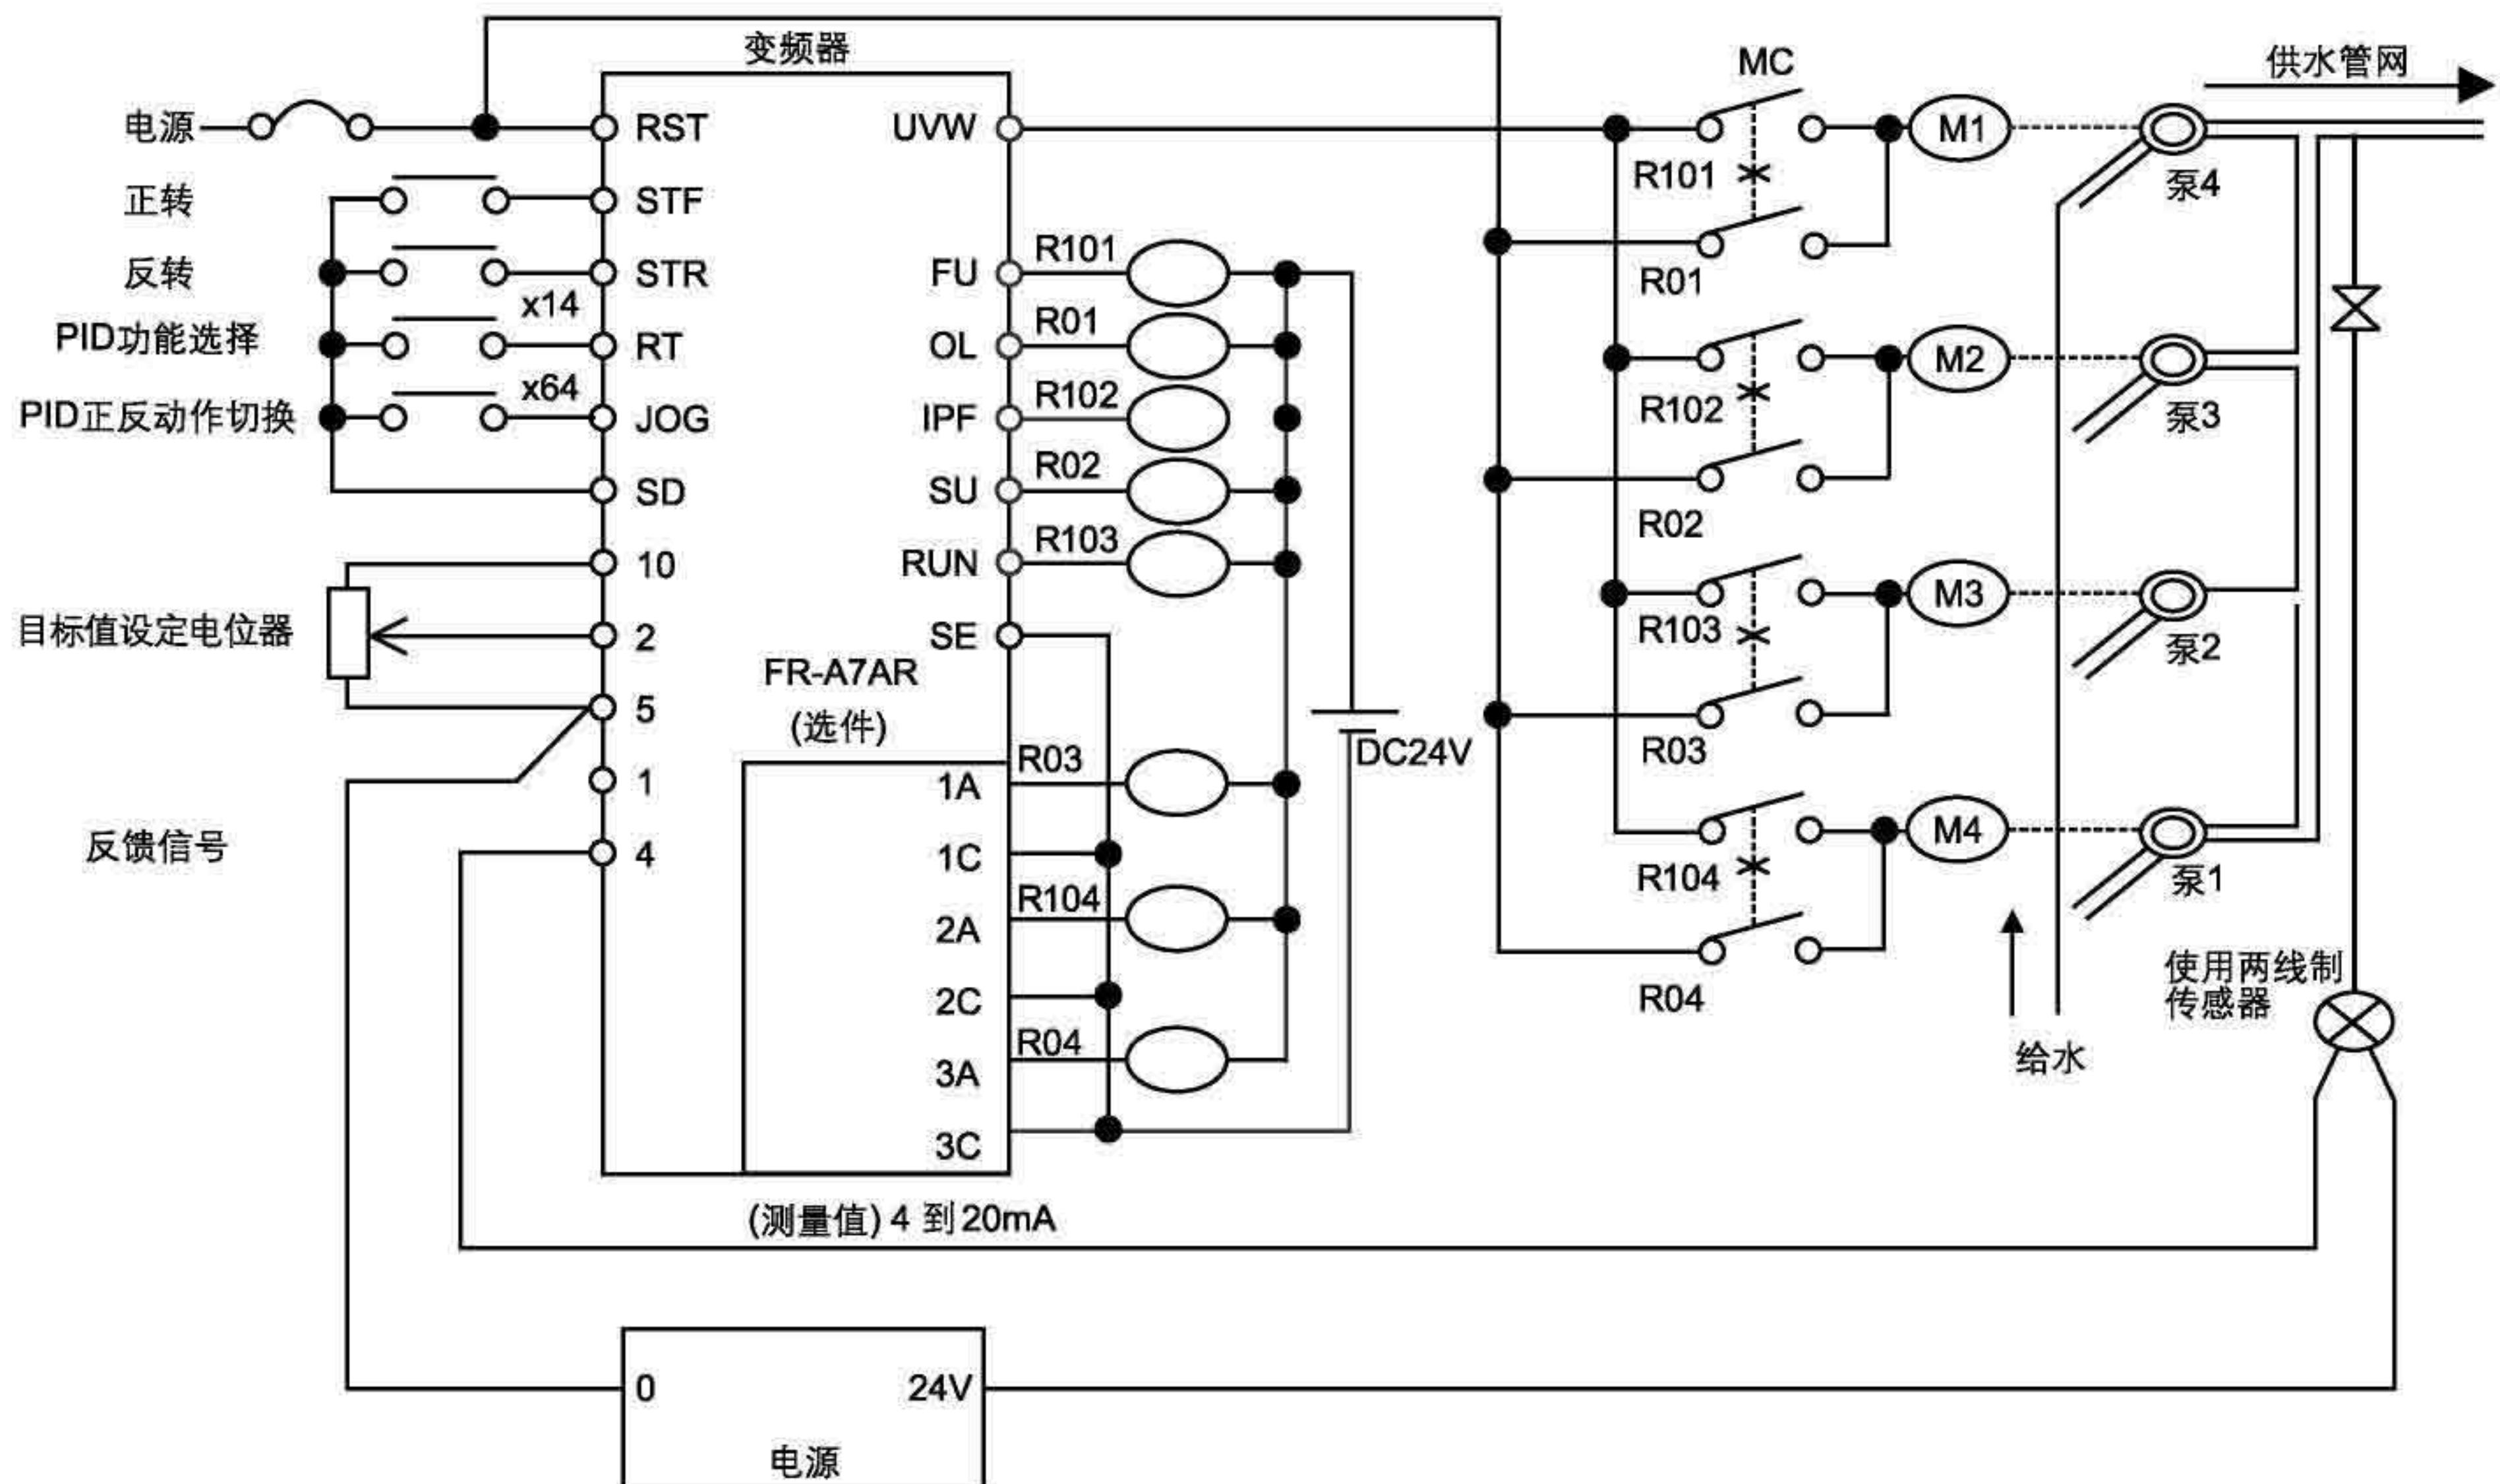 变频器
MC
供水管网
电源
RST
UVW
M1
正转
STF
R101
泵4
反转
STR
FU
R101
R01
x14
PID功能选择
RT
OL
R01
M2
x64
PID正反动作切换
JOG
IPF
R102
R102
泵3
SD
SU
R02
R02
10
RUN
R103
M3
目标值设定电位器
2
SE
R103
泵2
FR-A7AR
(选件)
5
DC24V
R03
1
1A
R03
反馈信号
4
1C
M4
R104
泵1
2A
R104
2C
R04
使用两线制
传感器
3A
R04
给水
3C
(测量值) 4 到 20mA
0
24V
电源